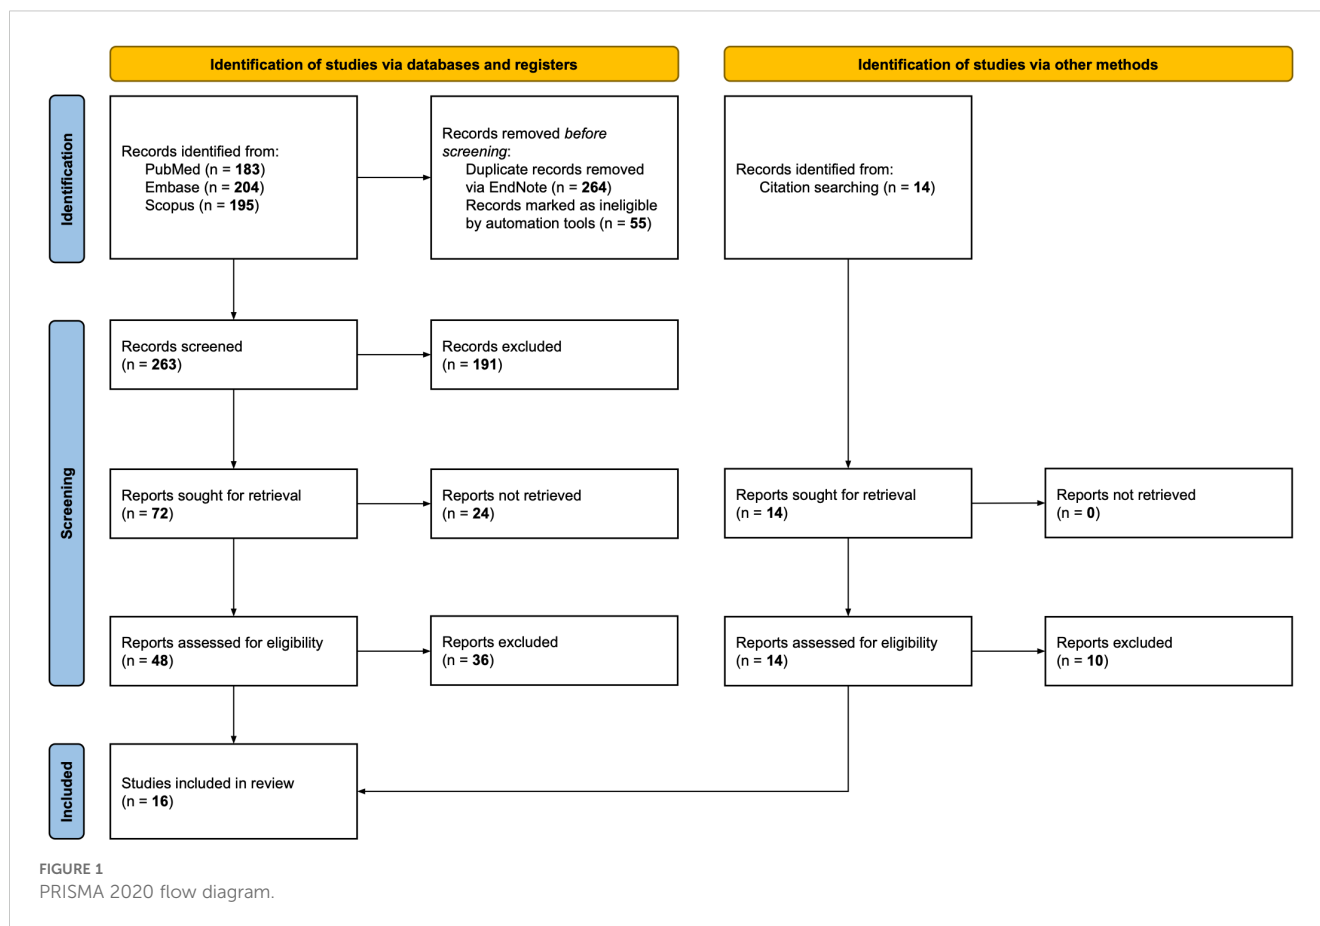 Identification of studies via databases and registers
Identification of studies via other methods
Identification
Records identified from:
PubMed (n = 183)
Embase (n = 204)
Scopus (n = 195)
Records removed before
screening:
Duplicate records removed
via EndNote (n = 264)
Records marked as ineligible
by automation tools (n = 55)
Records identified from:
Citation searching (n = 14)
Screening
Records screened
(n = 263)
Records excluded
(n = 191)
Reports sought for retrieval
(n = 72)
Reports not retrieved
(n = 24)
Reports sought for retrieval
(n = 14)
Reports not retrieved
(n = 0)
Reports assessed for eligibility
(n = 48)
Reports excluded
(n = 36)
Reports assessed for eligibility
(n = 14)
Reports excluded
(n = 10)
Included
Studies included in review
(n = 16)
FIGURE 1
PRISMA 2020 flow diagram.